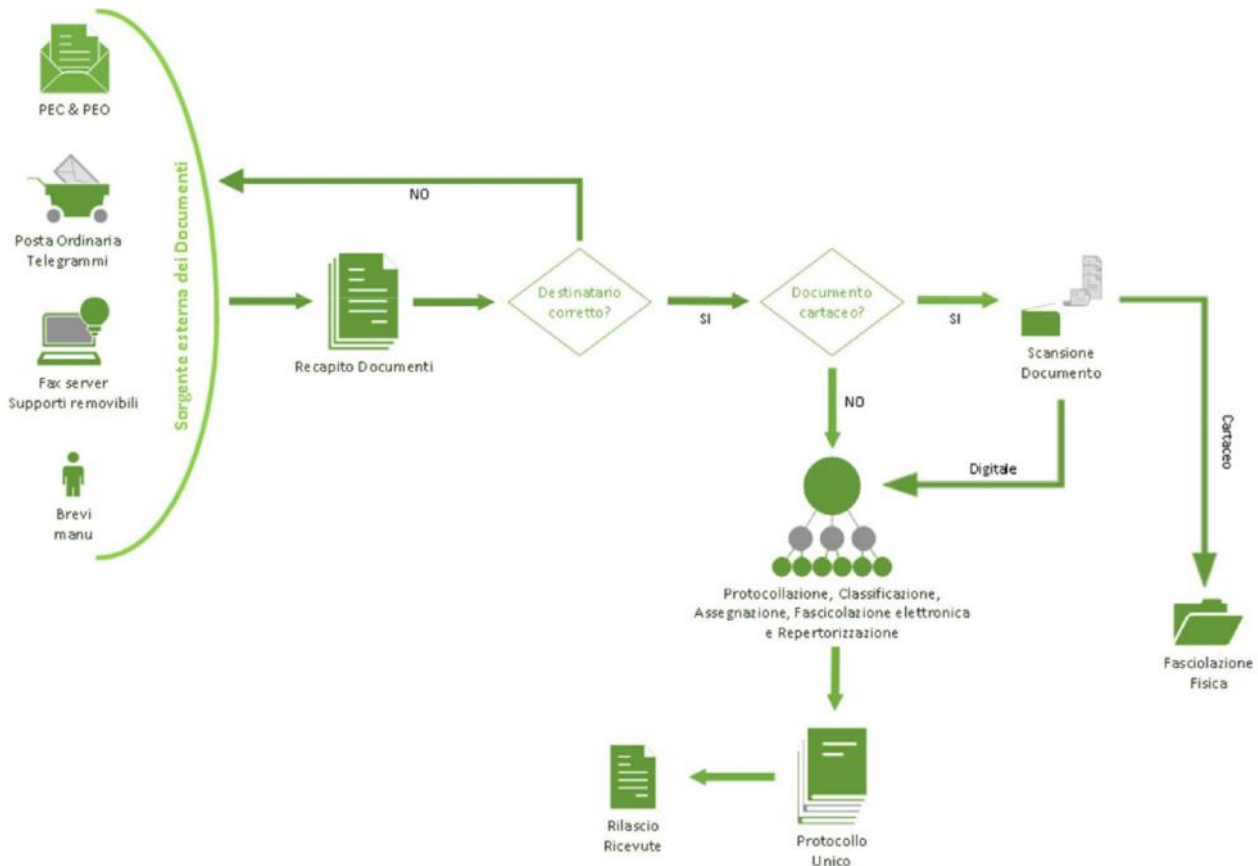 PEC & PEO
Posta Ordinaria
Telegrammi
Fax server
Supporti removibili
Brevi
manu
Sorgente esterna dei Documenti
NO
Recapito Documenti
Destinatario
corretto?
SI
Documento
cartaceo?
SI
Scansione
Documento
NO
Digitale
Cartaceo
Protocollazione, Classificazione,
Assegnazione, Fascicolazione elettronica
e Repertorizzazione
Fasciolazione
Fisica
Rilascio
Ricevute
Protocollo
Unico